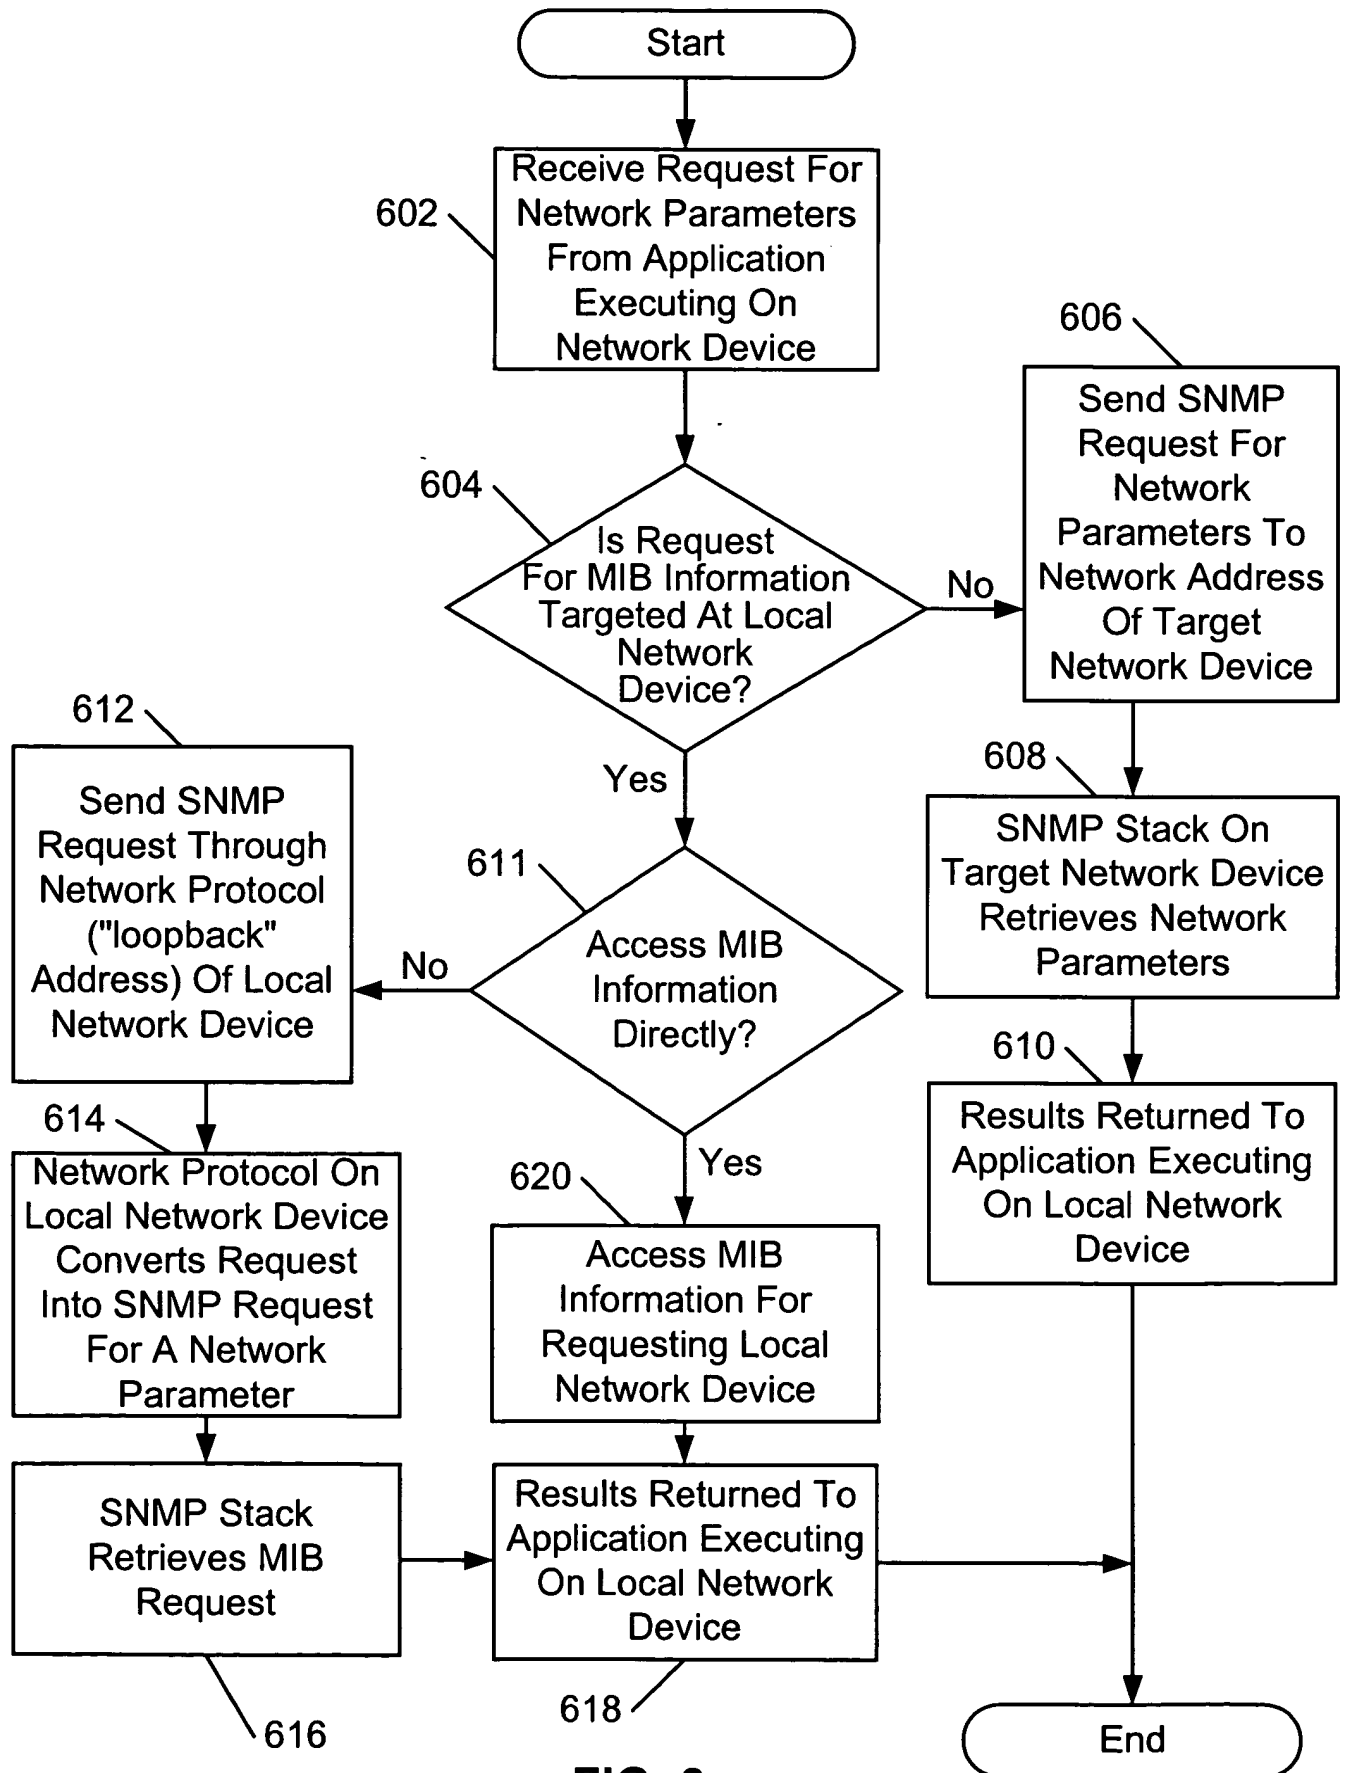 Start
602
Receive Request For
Network Parameters
From Application
Executing On
Network Device
606
Send SNMP
Request For
Network
Parameters To
Network Address
Of Target
Network Device
604
Is Request
For MIB Information
Targeted At Local
Network
Device?
No
Yes
608
SNMP Stack On
Target Network Device
Retrieves Network
Parameters
610
Results Returned To
Application Executing
On Local Network
Device
611
Access MIB
Information
Directly?
No
Yes
612
Send SNMP
Request Through
Network Protocol
("loopback"
Address) Of Local
Network Device
614
Network Protocol On
Local Network Device
Converts Request
Into SNMP Request
For A Network
Parameter
SNMP Stack
Retrieves MIB
Request
616
620
Access MIB
Information For
Requesting Local
Network Device
Results Returned To
Application Executing
On Local Network
Device
618
End